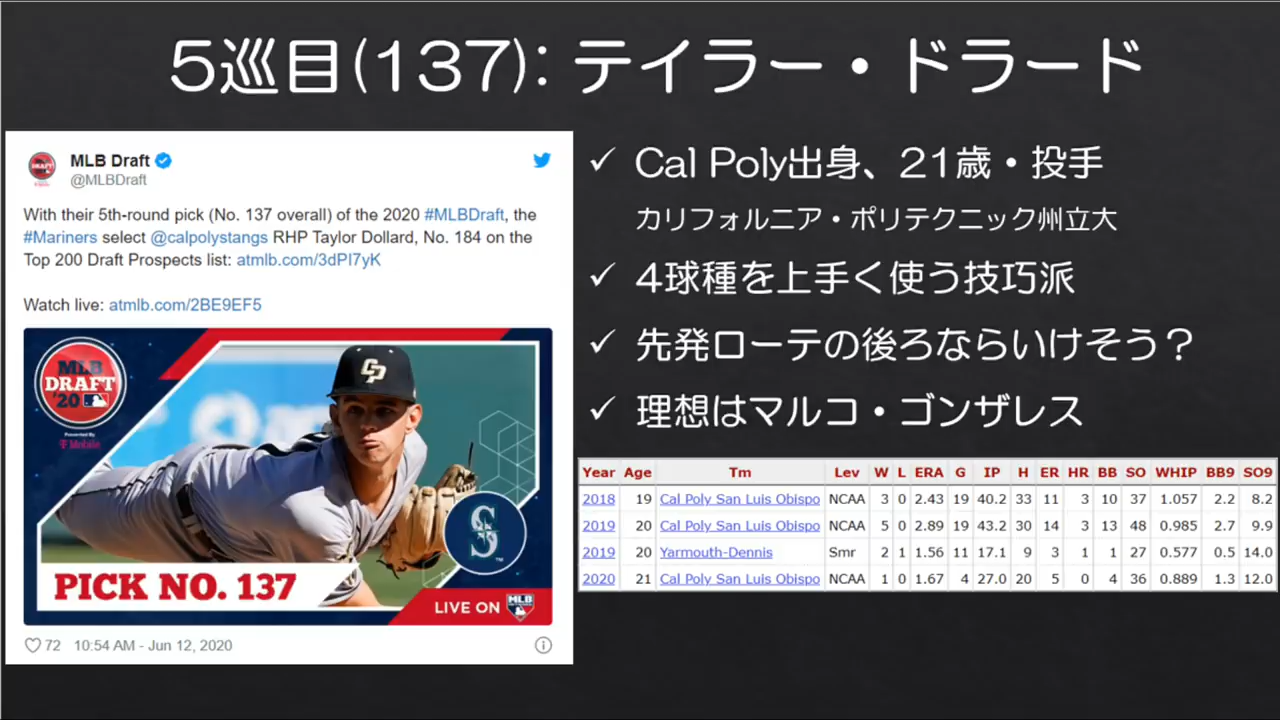 5巡目(137): テイラー・ドラード
MLB Draft
@MLBDraft
With their 5th-round pick (No. 137 overall) of the 2020 #MLBDraft, the
#Mariners select @calpolystangs RHP Taylor Dollard, No. 184 on the
Top 200 Draft Prospects list: atmlb.com/3dPI7yK
Watch live: atmlb.com/2BE9EF5
MLB
DRAFT
'20
Presented By
T-Mobile
CP
S
PICK NO. 137
LIVE ON MLB
72 10:54 AM - Jun 12, 2020
✓ Cal Poly出身、21歳・投手
カリフォルニア・ポリテクニック州立大
✓ 4球種を上手く使う技巧派
✓ 先発ローテの後ろならいけそう？
✓ 理想はマルコ・ゴンザレス
Year Age Tm Lev W L ERA G IP H ER HR BB SO WHIP BB9 SO9
2018 19 Cal Poly San Luis Obispo NCAA 3 0 2.43 19 40.2 33 11 3 10 37 1.057 2.2 8.2
2019 20 Cal Poly San Luis Obispo NCAA 5 0 2.89 19 43.2 30 14 3 13 48 0.985 2.7 9.9
2019 20 Yarmouth-Dennis Smr 2 1 1.56 11 17.1 9 3 1 1 27 0.577 0.5 14.0
2020 21 Cal Poly San Luis Obispo NCAA 1 0 1.67 4 27.0 20 5 0 4 36 0.889 1.3 12.0